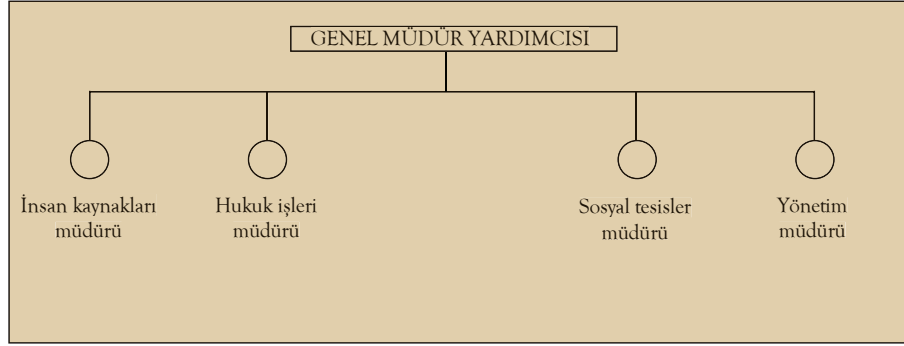 GENEL MÜDÜR YARDIMCISI
İnsan kaynakları
müdürü
Hukuk işleri
müdürü
Sosyal tesisler
müdürü
Yönetim
müdürü